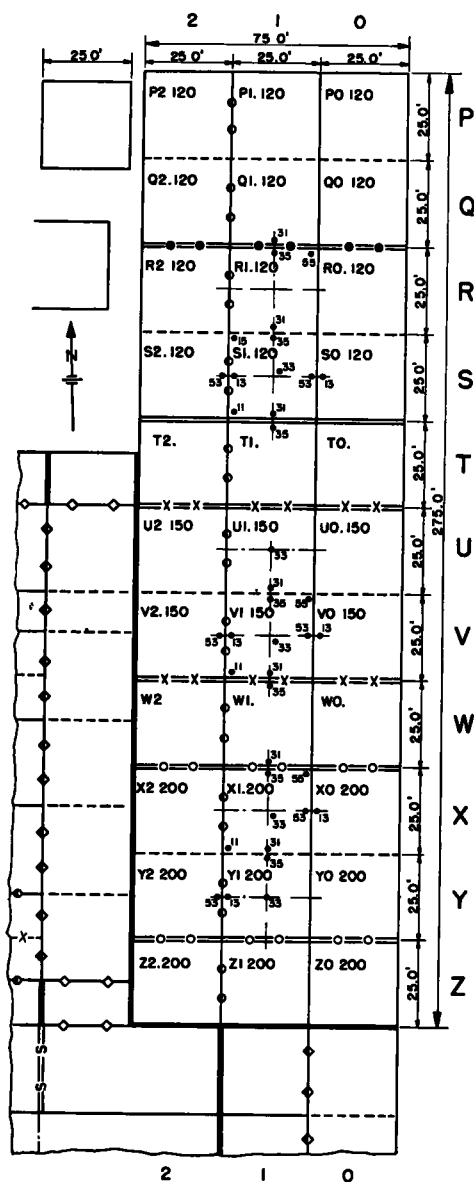 2 1 0
75 0'
25 0' 25 0' 25.0' 25.0'
P2 120 P1. 120 P0 120
25.0'
P
Q2. 120 Q1. 120 Q0 120
25.0'
Q
31
35 55
R2 120 R1. 120 R0. 120
25.0'
R
31
15 35
S2. 120 S1. 120 S0 120
N
33
53 13 53 13
25.0'
S
11 31
35
T2. T1. T0.
25.0'
T
275.0'
X X X X X X
U2 150 U1. 150 U0. 150
33
25.0'
U
31
35 55
V2. 150 V1 150 V0 150
53 13 33 53 13
25.0'
V
11 31
X X X X X X
35
W2 W1. W0.
25.0'
W
31
35 55
X2 200 X1. 200 X0 200
33 53 13
25.0'
X
11 31
35
Y2 200 Y1 200 Y0 200
53 13 33
25.0'
Y
X
Z2. 200 Z1 200 Z0 200
25.0'
Z
S
S
2 1 0